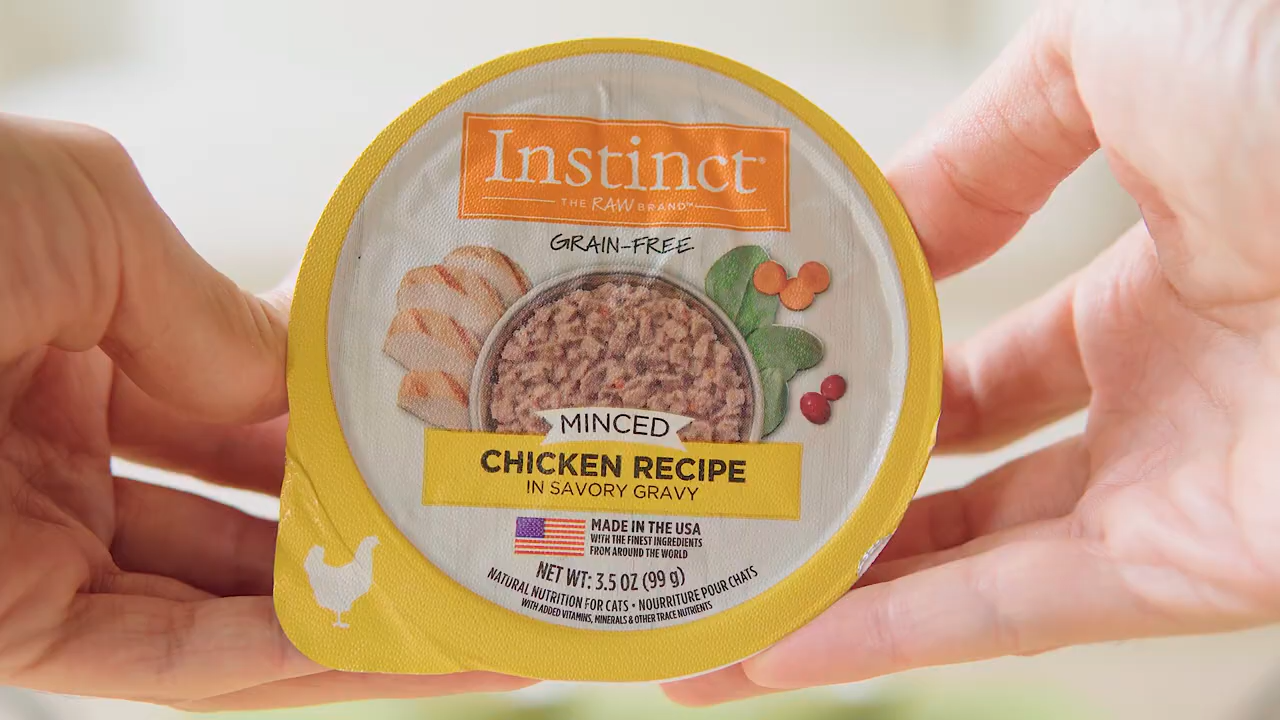 Instinct®
THE RAW BRAND™
GRAIN-FREE
MINCED
CHICKEN RECIPE
IN SAVORY GRAVY
MADE IN THE USA
WITH THE FINEST INGREDIENTS
FROM AROUND THE WORLD
NET WT: 3.5 OZ (99 g)
NATURAL NUTRITION FOR CATS • NOURRITURE POUR CHATS
WITH ADDED VITAMINS, MINERALS & OTHER TRACE NUTRIENTS